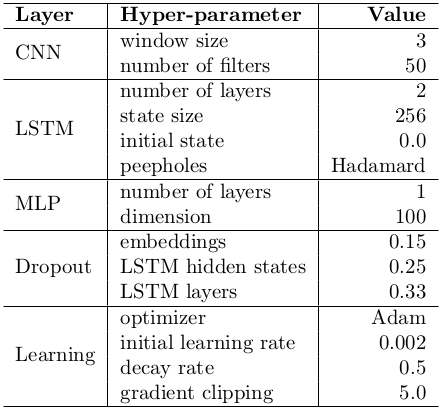 Layer Hyper-parameter Value
CNN window size 3
number of filters 50
LSTM number of layers 2
state size 256
initial state 0.0
peepholes Hadamard
MLP number of layers 1
dimension 100
Dropout embeddings 0.15
LSTM hidden states 0.25
LSTM layers 0.33
Learning optimizer Adam
initial learning rate 0.002
decay rate 0.5
gradient clipping 5.0